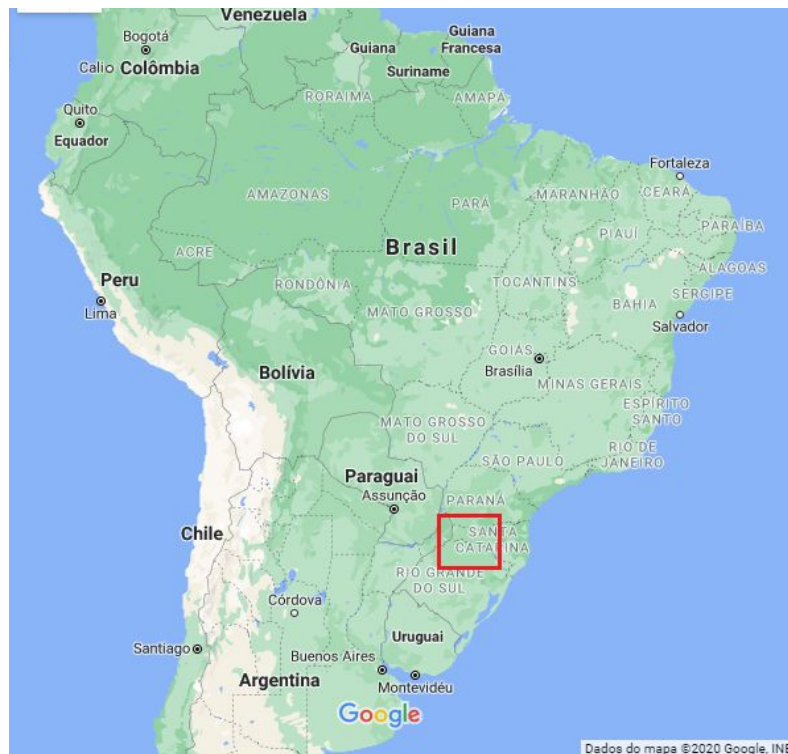 Venezuela
Bogotá
Guiana
Guiana
Francesa
Cali
Colômbia
Suriname
RORAIMA
AMAPÁ
Quito
Equador
Fortaleza
AMAZONAS
PARÁ
MARANHÃO
CEARÁ
PIAUÍ
PARAÍBA
ACRE
Brasil
ALAGOAS
Peru
RONDÔNIA
TOCANTINS
SERGIPE
BAHIA
Lima
MATO GROSSO
Salvador
GOIÁS
Brasília
Bolívia
MINAS GERAIS
ESPÍRITO
SANTO
MATO GROSSO
DO SUL
RIO DE
JANEIRO
SÃO PAULO
Paraguai
Assunção
PARANÁ
Chile
SANTA
CATARINA
RIO GRANDE
DO SUL
Córdova
Uruguai
Santiago
Buenos Aires
Argentina
Montevidéu
Google
Dados do mapa ©2020 Google, INE